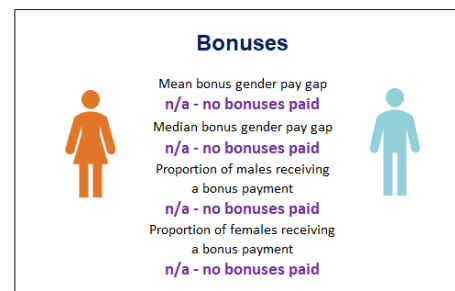 Bonuses
Mean bonus gender pay gap
n/a - no bonuses paid
Median bonus gender pay gap
n/a - no bonuses paid
Proportion of males receiving
a bonus payment
n/a - no bonuses paid
Proportion of females receiving
a bonus payment
n/a - no bonuses paid